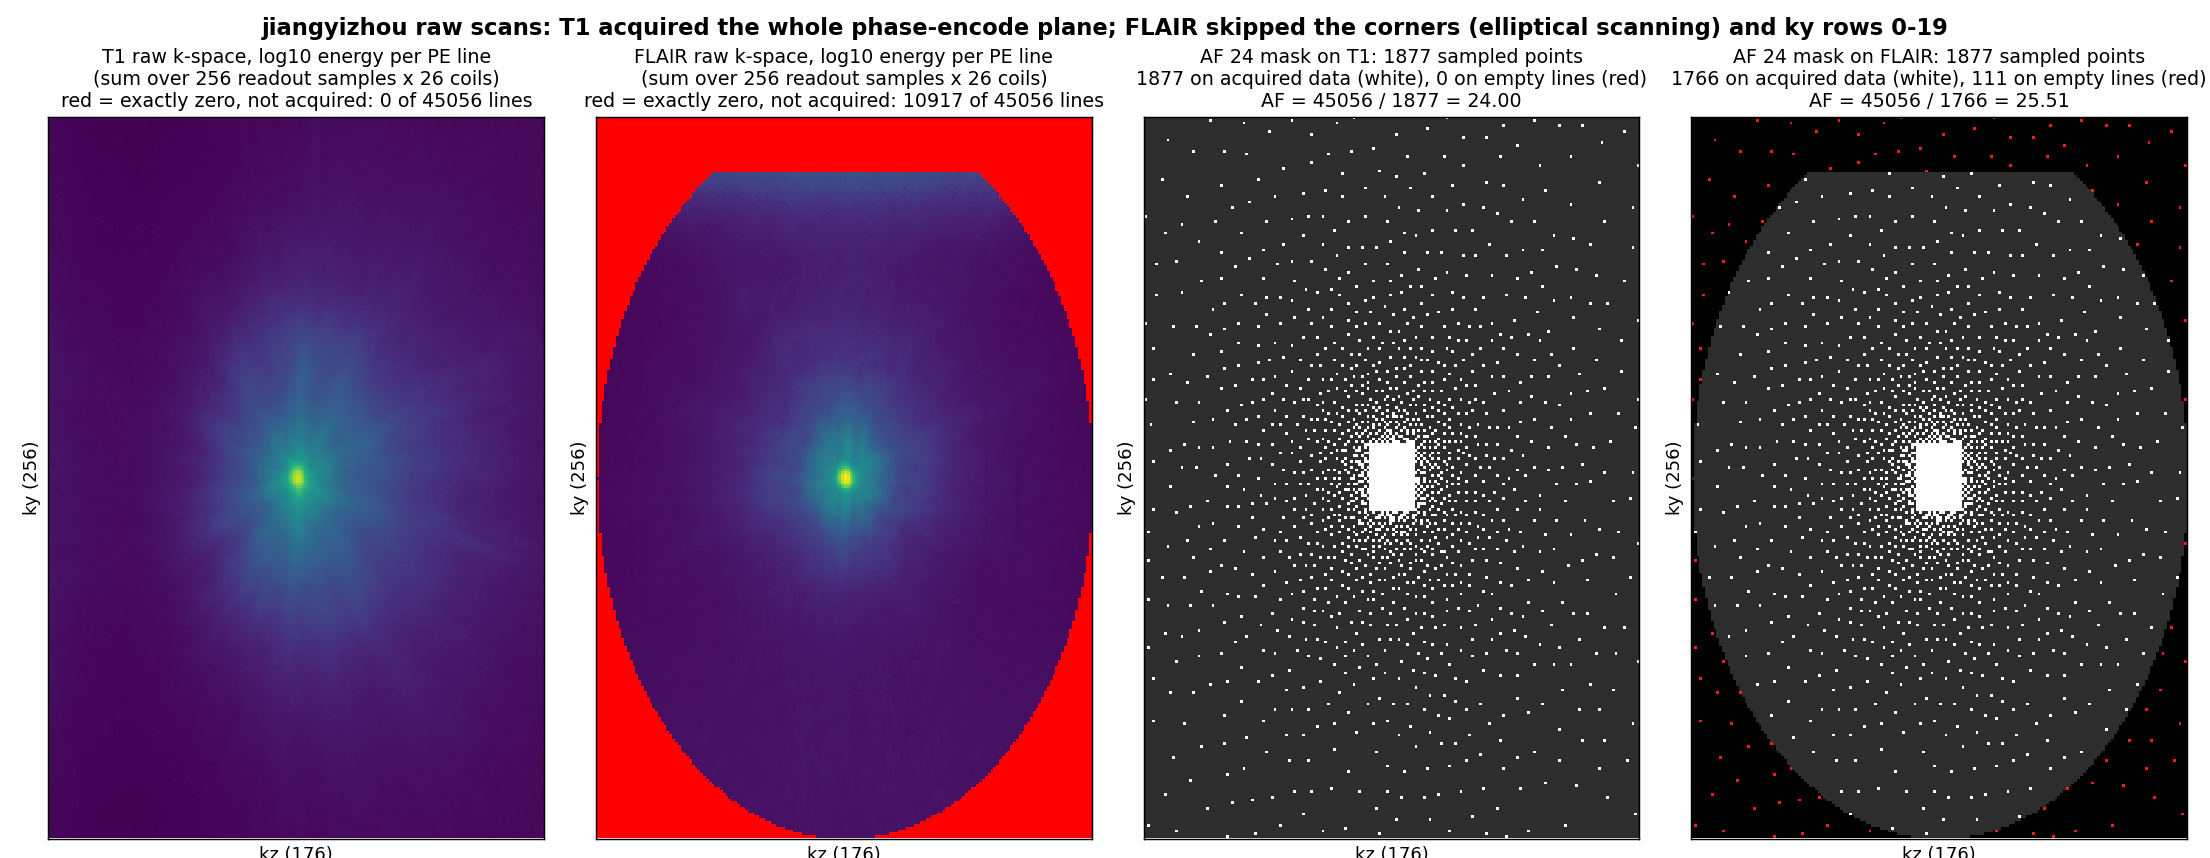 jiangyizhou raw scans: T1 acquired the whole phase-encode plane; FLAIR skipped the corners (elliptical scanning) and ky rows 0-19
T1 raw k-space, log10 energy per PE line
(sum over 256 readout samples x 26 coils)
red = exactly zero, not acquired: 0 of 45056 lines
ky (256)
kz (176)
FLAIR raw k-space, log10 energy per PE line
(sum over 256 readout samples x 26 coils)
red = exactly zero, not acquired: 10917 of 45056 lines
ky (256)
kz (176)
AF 24 mask on T1: 1877 sampled points
1877 on acquired data (white), 0 on empty lines (red)
AF = 45056 / 1877 = 24.00
ky (256)
kz (176)
AF 24 mask on FLAIR: 1877 sampled points
1766 on acquired data (white), 111 on empty lines (red)
AF = 45056 / 1766 = 25.51
ky (256)
kz (176)